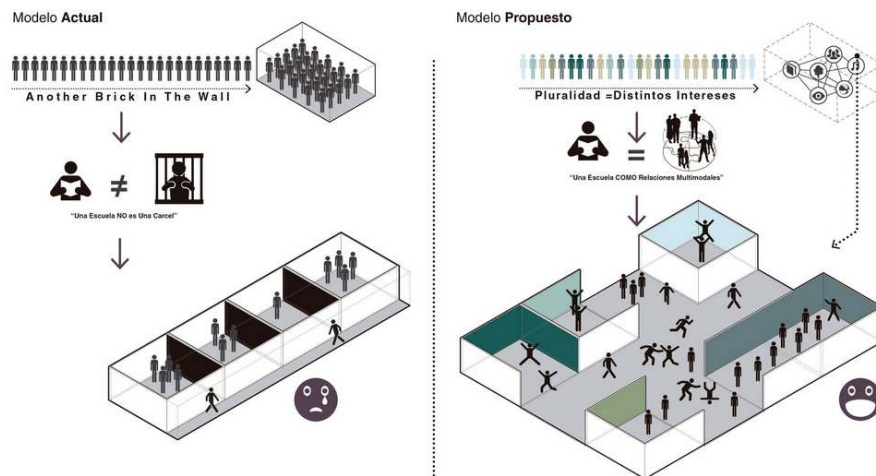 Modelo Actual
Another Brick In The Wall
≠
"Una Escuela NO es Una Carcel"
Modelo Propuesto
Pluralidad =Distintos Intereses
=
"Una Escuela COMO Relaciones Multimodales"